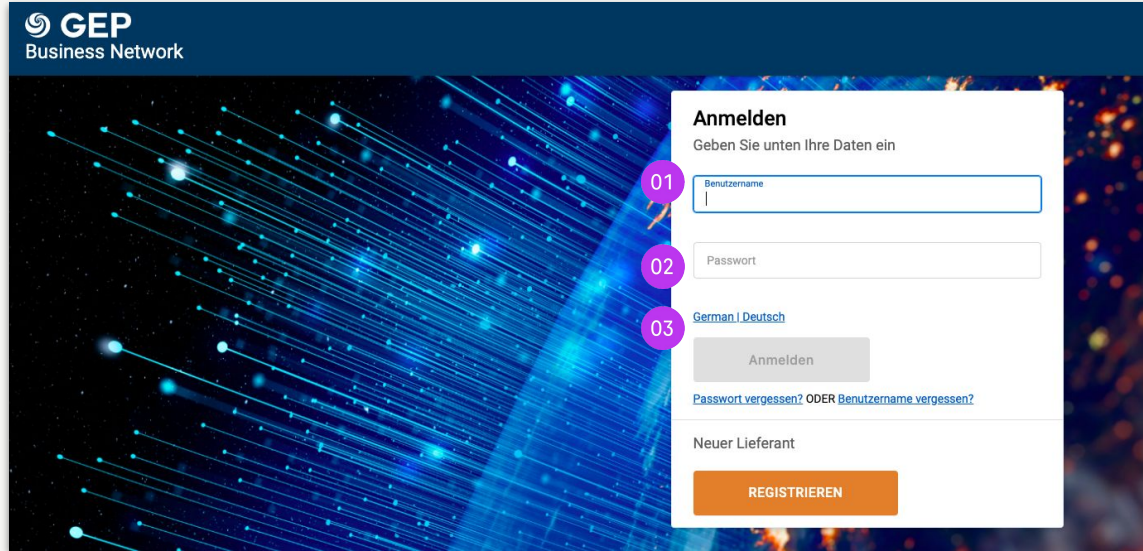 GEP
Business Network
Anmelden
Geben Sie unten Ihre Daten ein
01
Benutzername
02
Passwort
03
German | Deutsch
Anmelden
Passwort vergessen? ODER Benutzername vergessen?
Neuer Lieferant
REGISTRIEREN